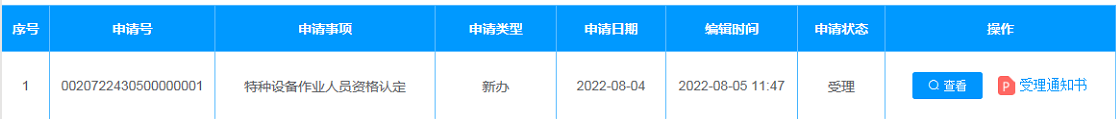 序号 申请号 申请事项 申请类型 申请日期 编辑时间 申请状态 操作
1 0020722430500000001 特种设备作业人员资格认定 新办 2022-08-04 2022-08-05 11:47 受理 查看 P 受理通知书